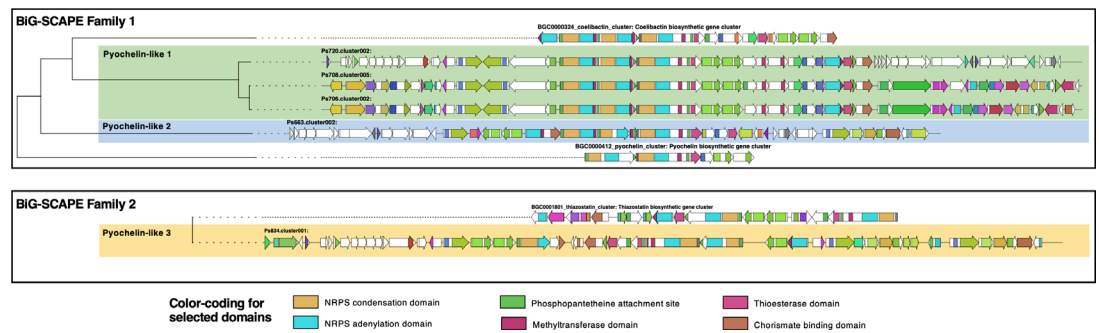 BiG-SCAPE Family 1
BGC0000324_coelibactin_cluster: Coelibactin biosynthetic gene cluster
Pyochelin-like 1
Ps720.cluster002:
Ps708.cluster005:
Ps706.cluster002:
Pyochelin-like 2
Ps663.cluster002:
BGC0000412_pyochelin_cluster: Pyochelin biosynthetic gene cluster
BiG-SCAPE Family 2
BGC0001801_thiazostatin_cluster: Thiazostatin biosynthetic gene cluster
Pyochelin-like 3
Ps834.cluster001:
Color-coding for
selected domains
NRPS condensation domain
Phosphopantetheine attachment site
Thioesterase domain
NRPS adenylation domain
Methyltransferase domain
Chorismate binding domain